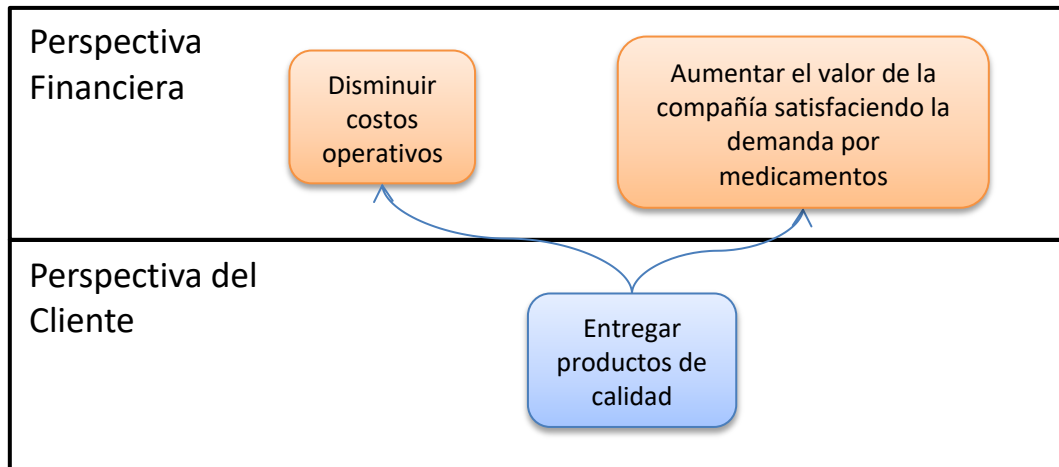 Perspectiva
Financiera
Disminuir
costos
operativos
Aumentar el valor de la
compañía satisfaciendo la
demanda por
medicamentos
Perspectiva del
Cliente
Entregar
productos de
calidad